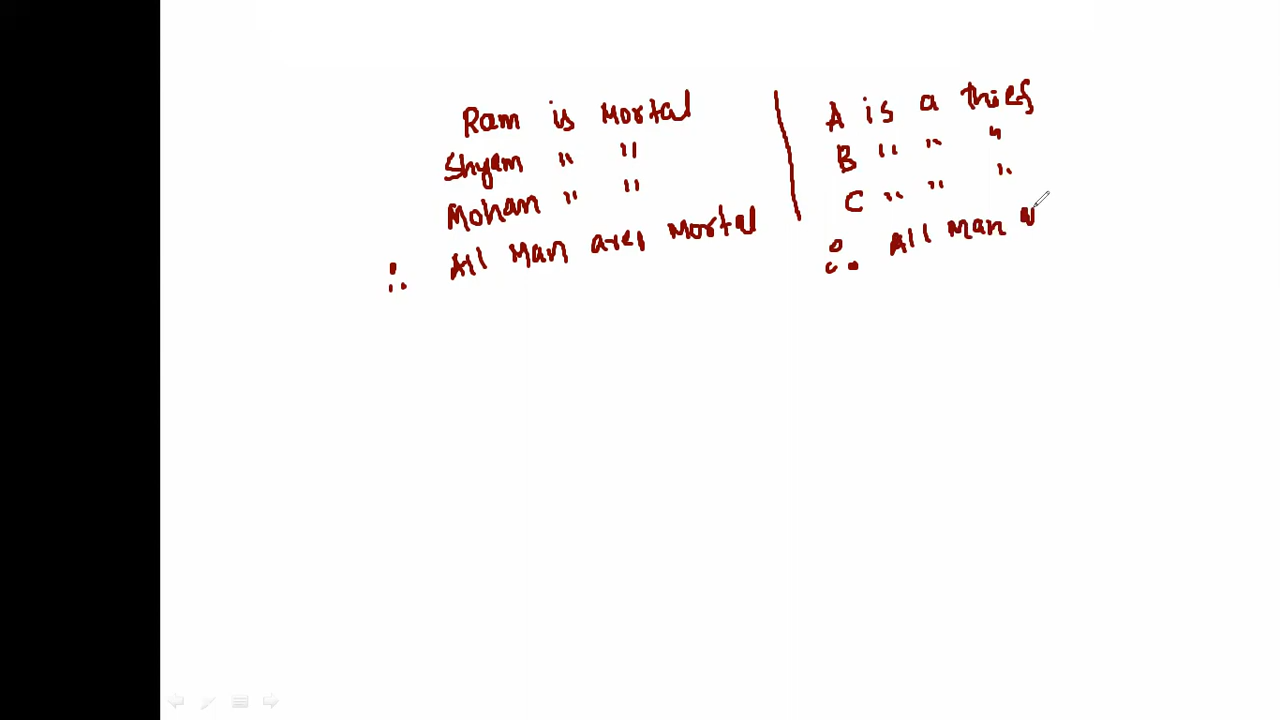 Ram is Mortal
Shyam " "
Mohan " "
∴ All Man are Mortal
A is a thief
B " " "
C " " "
∴ All Man